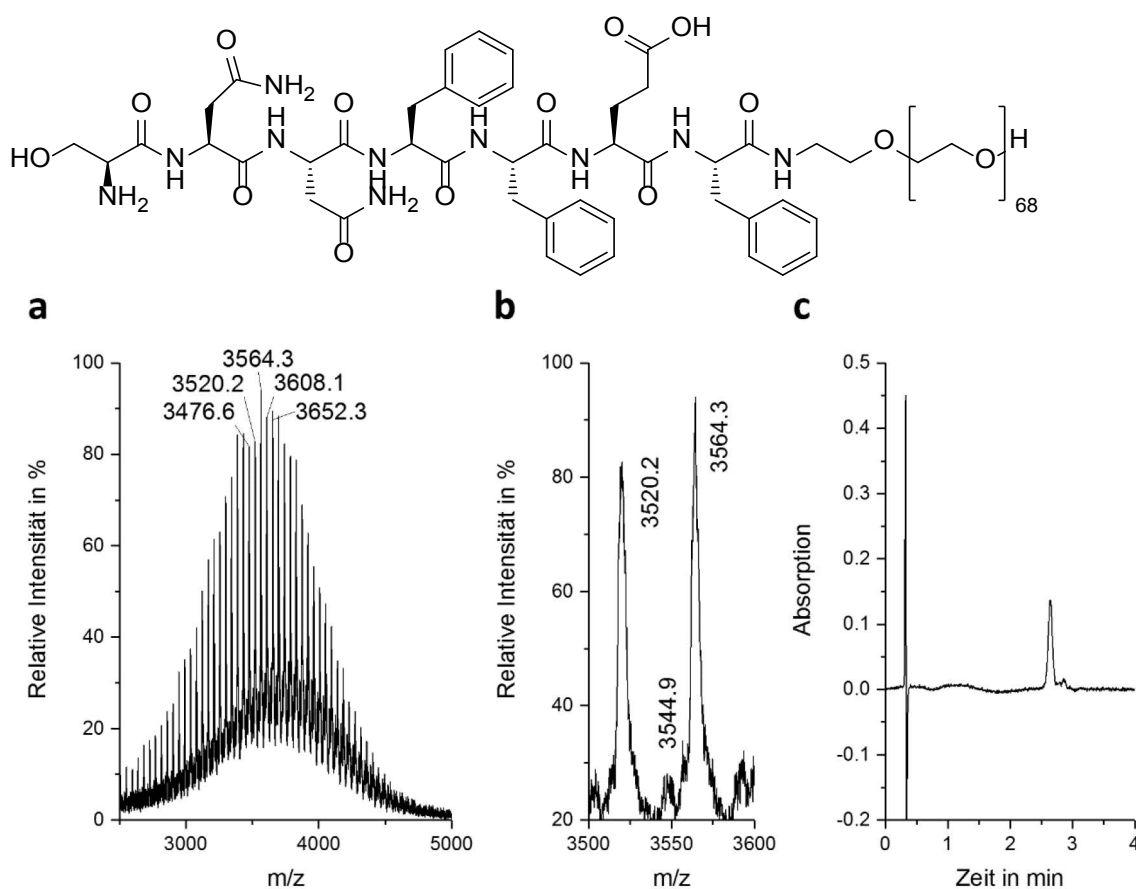 O OH
O NH2
O O O O
HO N H N H N H N H N H N H N H O O H
NH2 O O NH2 O O 68
O
a b c
100 100 0.5
3564.3
3520.2 3608.1
3476.6 3652.3
80 80 0.4
60 60 0.3
40 40 0.2
20 20 0.1
0 0.0
-0.1
-0.2
Relative Intensität in %
3000 4000 5000
m/z
Relative Intensität in %
3520.2
3544.9
3564.3
3500 3550 3600
m/z
Absorption
0 1 2 3 4
Zeit in min